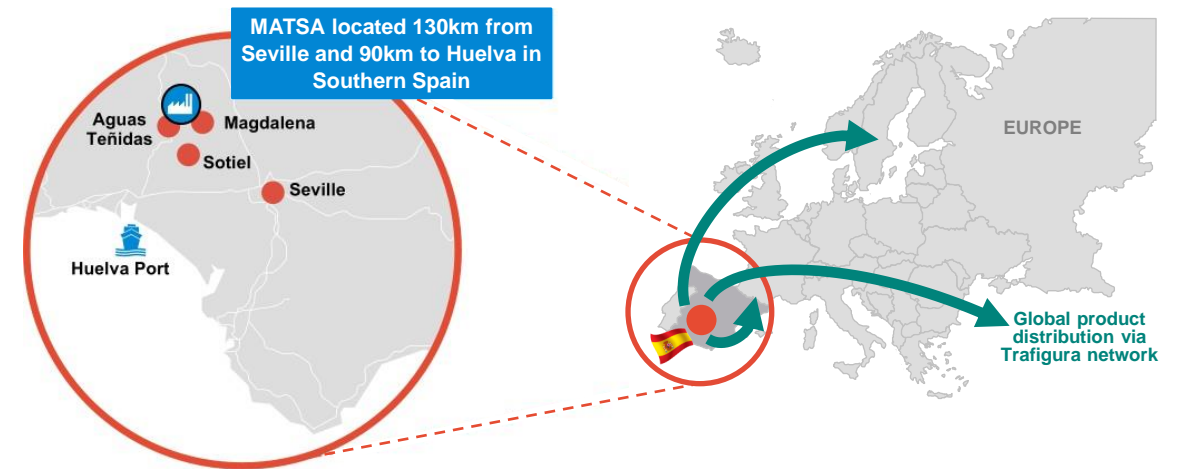 MATSA located 130km from
Seville and 90km to Huelva in
Southern Spain
Aguas
Teñidas
Magdalena
Sotiel
Seville
Huelva Port
EUROPE
Global product
distribution via
Trafigura network